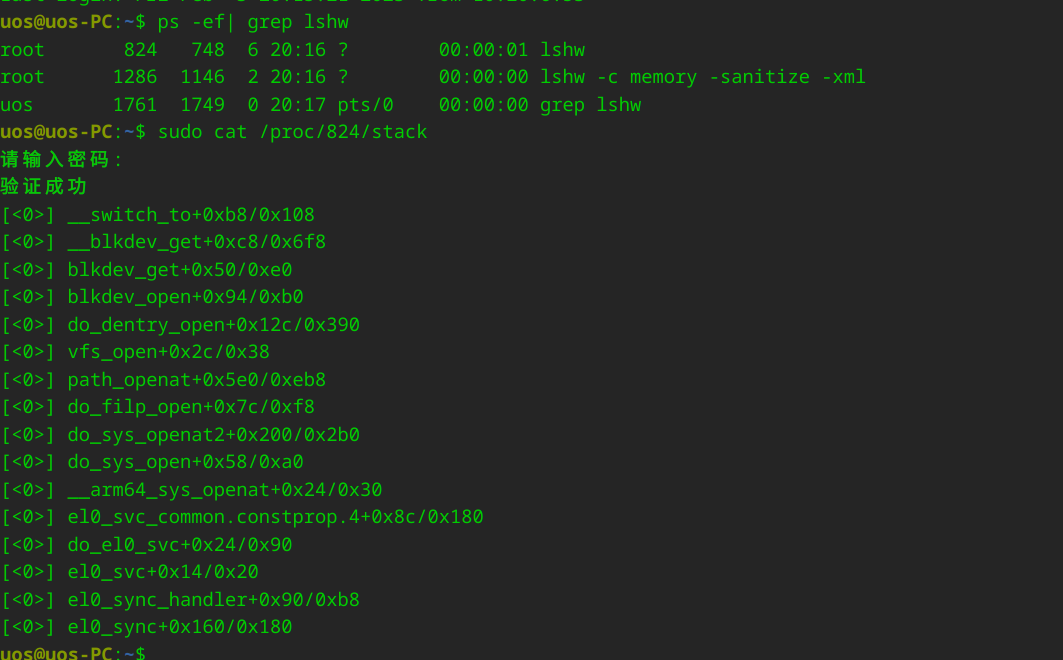 uos@uos-PC:~$ ps -ef| grep lshw
root 824 748 6 20:16 ? 00:00:01 lshw
root 1286 1146 2 20:16 ? 00:00:00 lshw -c memory -sanitize -xml
uos 1761 1749 0 20:17 pts/0 00:00:00 grep lshw
uos@uos-PC:~$ sudo cat /proc/824/stack
请输入密码:
验证成功
[<0>] __switch_to+0xb8/0x108
[<0>] __blkdev_get+0xc8/0x6f8
[<0>] blkdev_get+0x50/0xe0
[<0>] blkdev_open+0x94/0xb0
[<0>] do_dentry_open+0x12c/0x390
[<0>] vfs_open+0x2c/0x38
[<0>] path_openat+0x5e0/0xeb8
[<0>] do_filp_open+0x7c/0xf8
[<0>] do_sys_openat2+0x200/0x2b0
[<0>] do_sys_open+0x58/0xa0
[<0>] __arm64_sys_openat+0x24/0x30
[<0>] el0_svc_common.constprop.4+0x8c/0x180
[<0>] do_el0_svc+0x24/0x90
[<0>] el0_svc+0x14/0x20
[<0>] el0_sync_handler+0x90/0xb8
[<0>] el0_sync+0x160/0x180
uos@uos-PC:~$